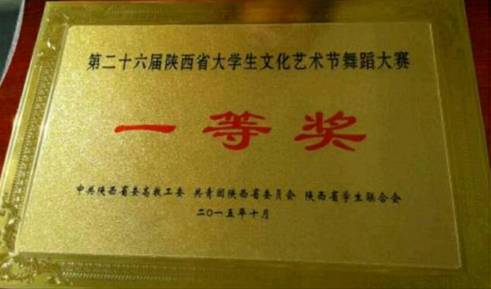 第二十六届陕西省大学生文化艺术节舞蹈大赛
一等奖
中共陕西省委高教工委 共青团陕西省委员会 陕西省学生联合会
二〇一五年十月